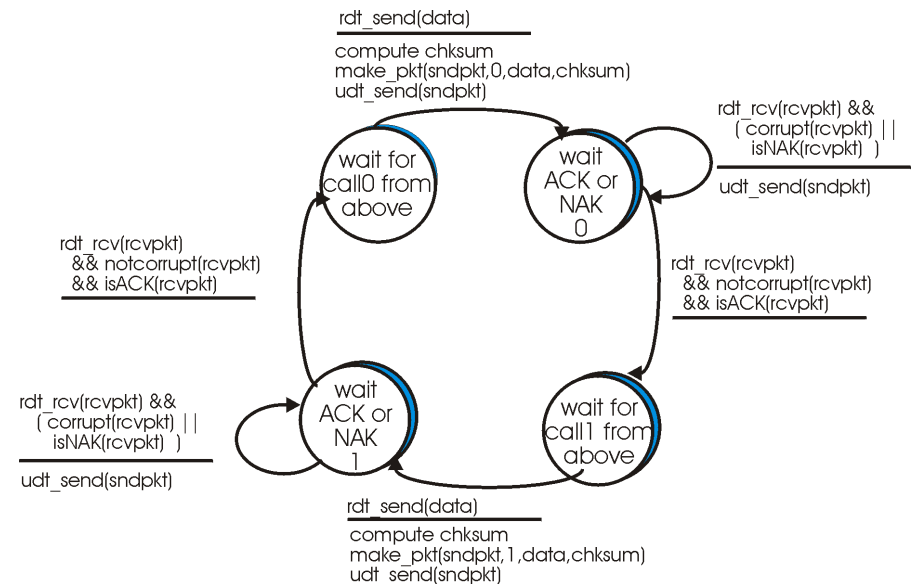 rdt_send(data)
compute chksum
make_pkt(sndpkt,0,data,chksum)
udt_send(sndpkt)
wait for
call0 from
above
wait
ACK or
NAK
0
rdt_rcv(rcvpkt) &&
( corrupt(rcvpkt) ||
isNAK(rcvpkt) )
udt_send(sndpkt)
rdt_rcv(rcvpkt)
&& notcorrupt(rcvpkt)
&& isACK(rcvpkt)
rdt_rcv(rcvpkt)
&& notcorrupt(rcvpkt)
&& isACK(rcvpkt)
rdt_rcv(rcvpkt) &&
( corrupt(rcvpkt) ||
isNAK(rcvpkt) )
udt_send(sndpkt)
wait
ACK or
NAK
1
wait for
call1 from
above
rdt_send(data)
compute chksum
make_pkt(sndpkt,1,data,chksum)
udt_send(sndpkt)